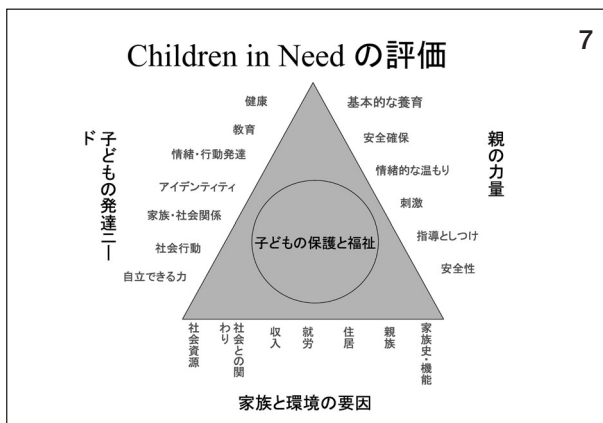 7
Children in Need の評価
健康
教育
情緒・行動発達
アイデンティティ
家族・社会関係
社会行動
自立できる力
子どもの発達ニー
ド
基本的な養育
安全確保
情緒的な温もり
刺激
指導としつけ
安全性
親の力量
子どもの保護と福祉
社会資源
社会との関
わり
収入
就労
住居
親族
家族史・機能
家族と環境の要因